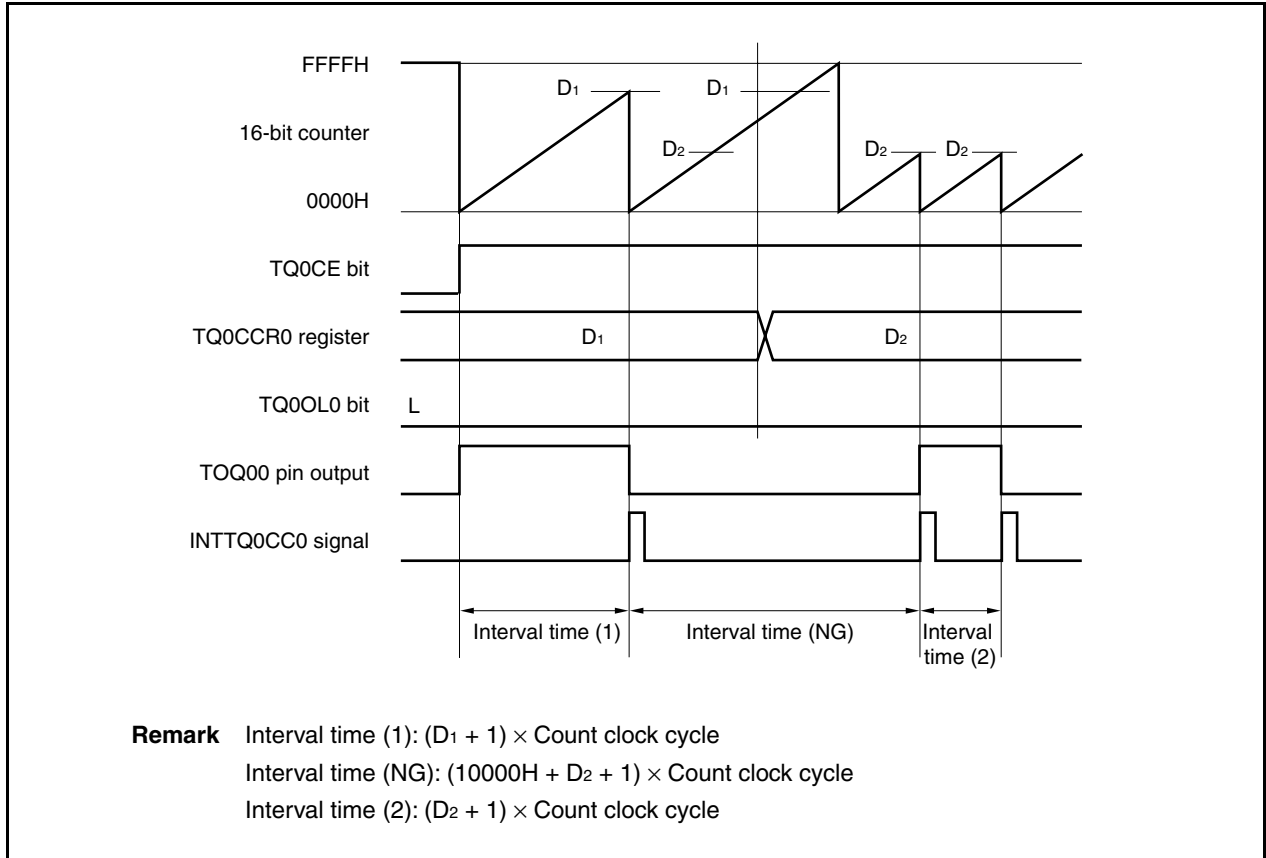 FFFFH
D1 D1
16-bit counter
D2 D2 D2
0000H
TQ0CE bit
TQ0CCR0 register D1 D2
TQ0OL0 bit L
TOQ00 pin output
INTTQ0CC0 signal
Interval time (1) Interval time (NG) Interval
time (2)
Remark Interval time (1): (D1 + 1) × Count clock cycle
Interval time (NG): (10000H + D2 + 1) × Count clock cycle
Interval time (2): (D2 + 1) × Count clock cycle